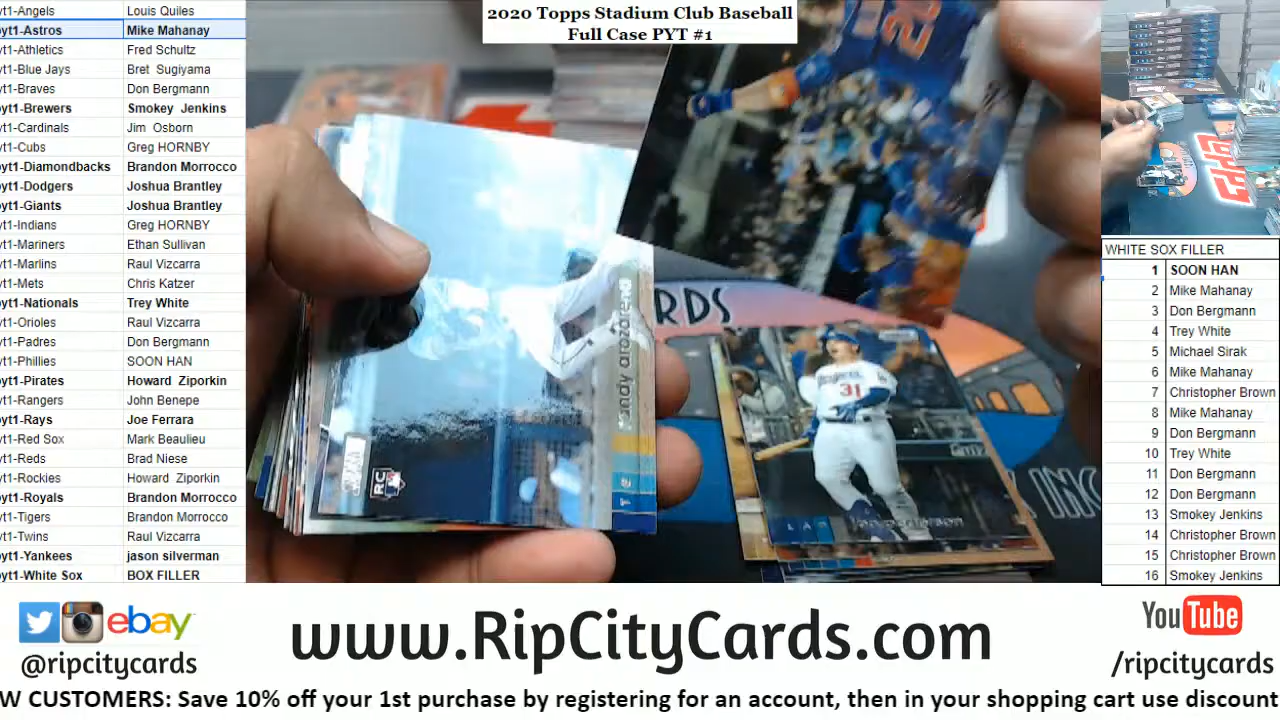 2020 Topps Stadium Club Baseball
Full Case PYT #1
yt1-Angels Louis Quiles
yt1-Astros Mike Mahanay
yt1-Athletics Fred Schultz
yt1-Blue Jays Bret Sugiyama
yt1-Braves Don Bergmann
yt1-Brewers Smokey Jenkins
yt1-Cardinals Jim Osborn
yt1-Cubs Greg HORNBY
yt1-Diamondbacks Brandon Morrocco
yt1-Dodgers Joshua Brantley
yt1-Giants Joshua Brantley
yt1-Indians Greg HORNBY
yt1-Mariners Ethan Sullivan
yt1-Marlins Raul Vizcarra
yt1-Mets Chris Katzer
yt1-Nationals Trey White
yt1-Orioles Raul Vizcarra
yt1-Padres Don Bergmann
yt1-Phillies SOON HAN
yt1-Pirates Howard Ziporkin
yt1-Rangers John Benepe
yt1-Rays Joe Ferrara
yt1-Red Sox Mark Beaulieu
yt1-Reds Brad Niese
yt1-Rockies Howard Ziporkin
yt1-Royals Brandon Morrocco
yt1-Tigers Brandon Morrocco
yt1-Twins Raul Vizcarra
yt1-Yankees jason silverman
yt1-White Sox BOX FILLER
RC
randy arozarena
20
31
RDS
INC
topps
WHITE SOX FILLER
1 SOON HAN
2 Mike Mahanay
3 Don Bergmann
4 Trey White
5 Michael Sirak
6 Mike Mahanay
7 Christopher Brown
8 Mike Mahanay
9 Don Bergmann
10 Trey White
11 Don Bergmann
12 Don Bergmann
13 Smokey Jenkins
14 Christopher Brown
15 Christopher Brown
16 Smokey Jenkins
ebay
@ripcitycards
www.RipCityCards.com
YouTube
/ripcitycards
W CUSTOMERS: Save 10% off your 1st purchase by registering for an account, then in your shopping cart use discount